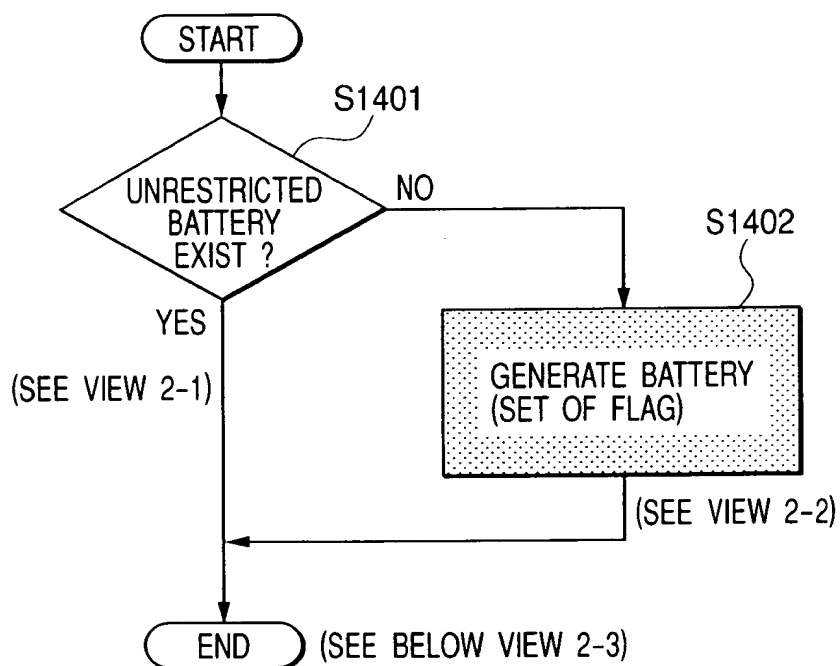 START
S1401
UNRESTRICTED
BATTERY
EXIST ?
NO
S1402
YES
GENERATE BATTERY
(SET OF FLAG)
(SEE VIEW 2-1)
(SEE VIEW 2-2)
END
(SEE BELOW VIEW 2-3)